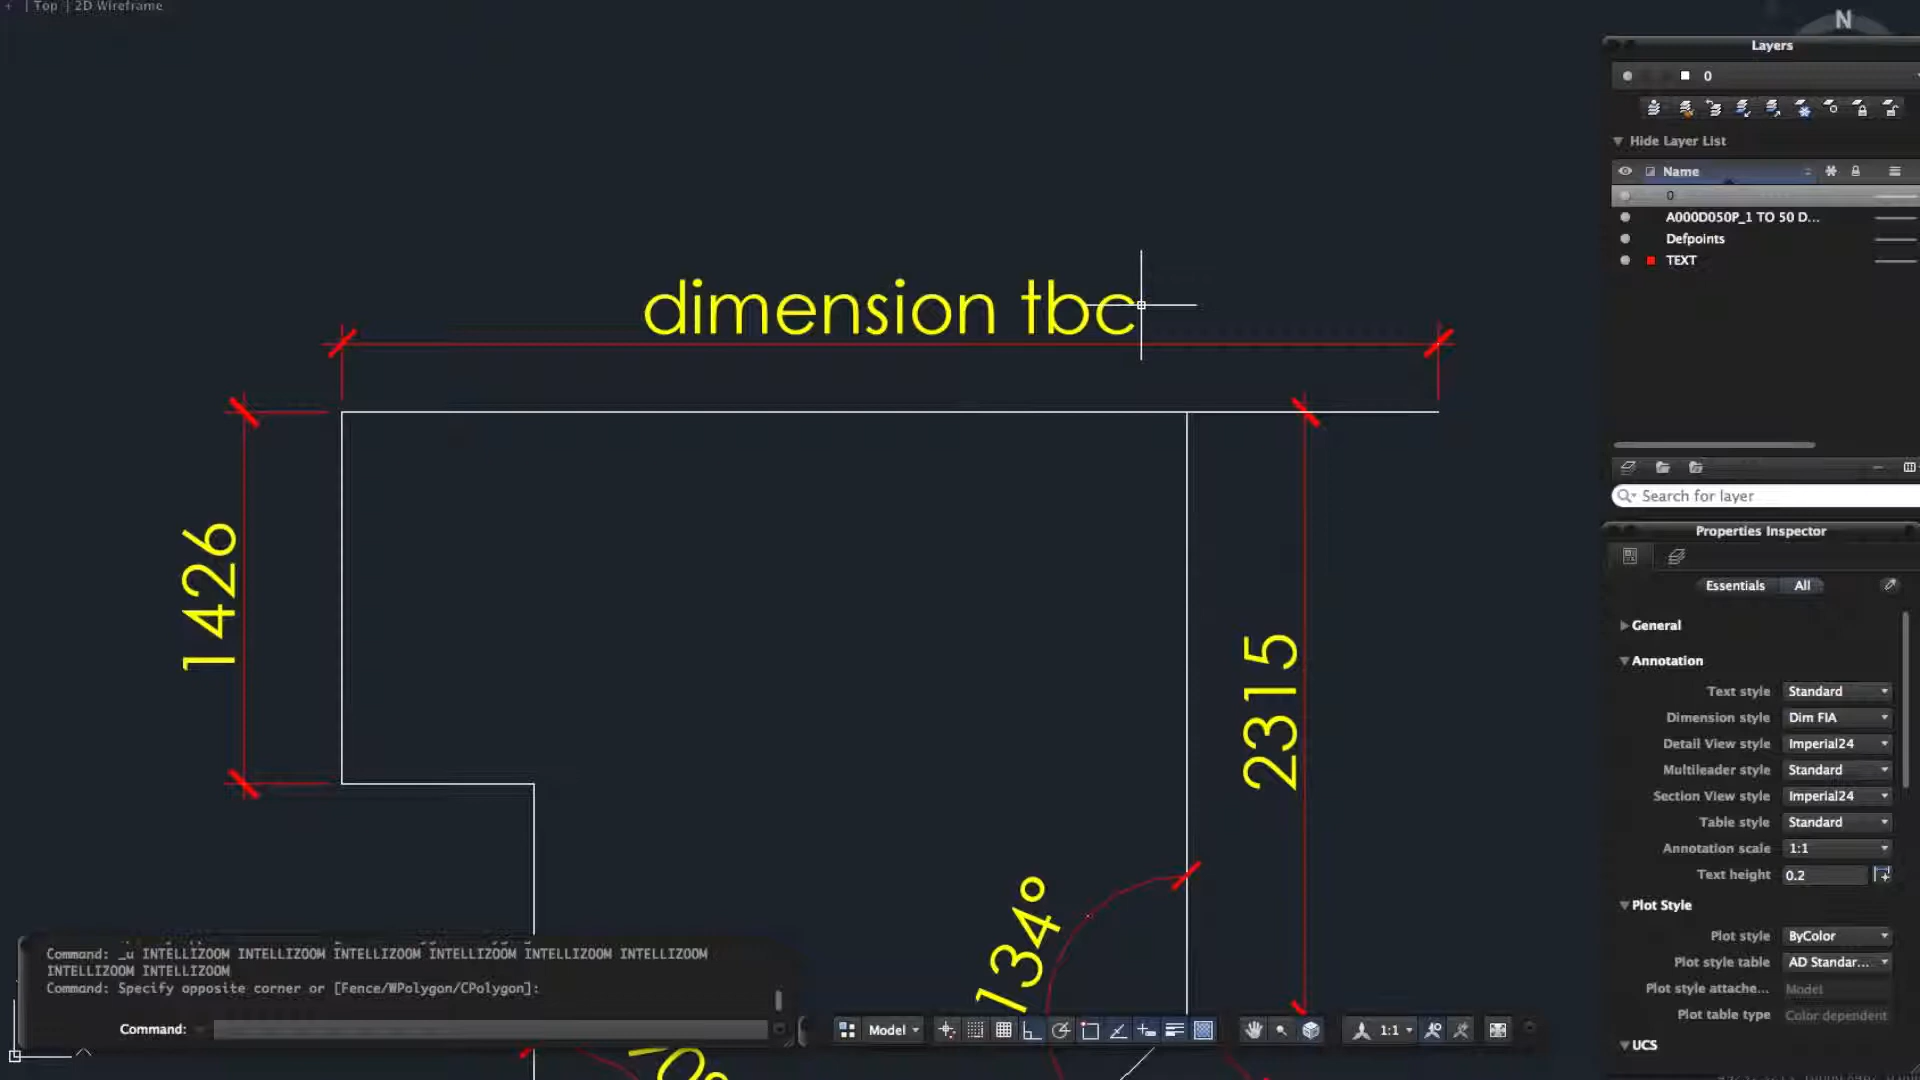 + | Top | 2D Wireframe
N
Layers
0
Hide Layer List
Name
0
A000D050P_1 TO 50 D...
Defpoints
TEXT
Search for layer
dimension tbc
1426
2315
134°
Properties Inspector
Essentials All
General
Annotation
Text style Standard
Dimension style Dim FIA
Detail View style Imperial24
Multileader style Standard
Section View style Imperial24
Table style Standard
Annotation scale 1:1
Text height 0.2
Plot Style
Plot style ByColor
Plot style table AD Standar...
Plot style attache... Model
Plot table type Color dependent
UCS
Command: _u INTELLIZOOM INTELLIZOOM INTELLIZOOM INTELLIZOOM INTELLIZOOM INTELLIZOOM
INTELLIZOOM INTELLIZOOM
Command: Specify opposite corner or [Fence/WPolygon/CPolygon]:
Command:
Model
1:1